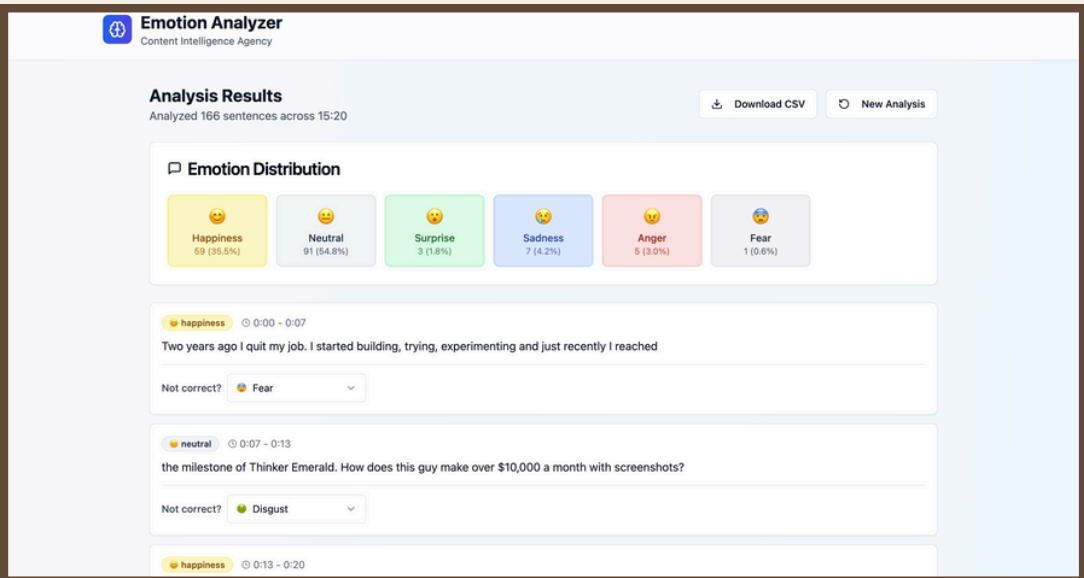 Emotion Analyzer
Content Intelligence Agency
Analysis Results
Analyzed 166 sentences across 15:20
Download CSV
New Analysis
Emotion Distribution
Happiness
59 (35.5%)
Neutral
91 (54.8%)
Surprise
3 (1.8%)
Sadness
7 (4.2%)
Anger
5 (3.0%)
Fear
1 (0.6%)
happiness 0:00 - 0:07
Two years ago I quit my job. I started building, trying, experimenting and just recently I reached
Not correct? Fear
neutral 0:07 - 0:13
the milestone of Thinker Emerald. How does this guy make over $10,000 a month with screenshots?
Not correct? Disgust
happiness 0:13 - 0:20